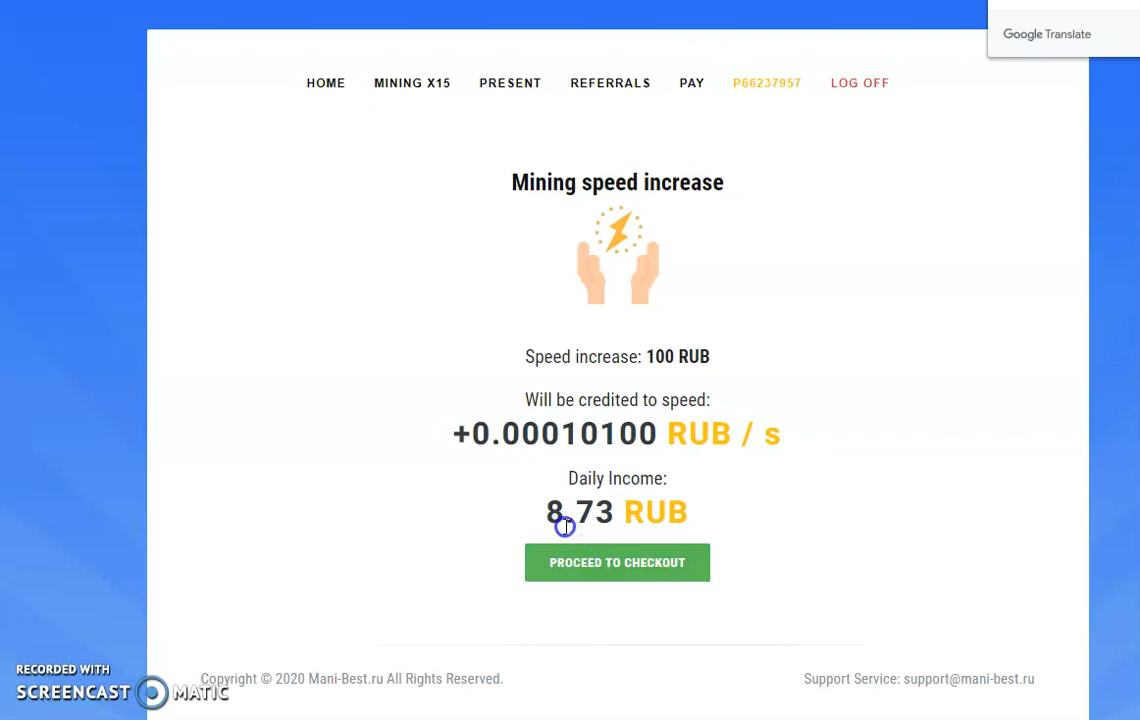 Google Translate
HOME MINING X15 PRESENT REFERRALS PAY P66237957 LOG OFF
Mining speed increase
Speed increase: 100 RUB
Will be credited to speed:
+0.00010100 RUB / s
Daily Income:
8.73 RUB
PROCEED TO CHECKOUT
Copyright © 2020 Mani-Best.ru All Rights Reserved. Support Service: support@mani-best.ru
RECORDED WITH
SCREENCAST MATIC